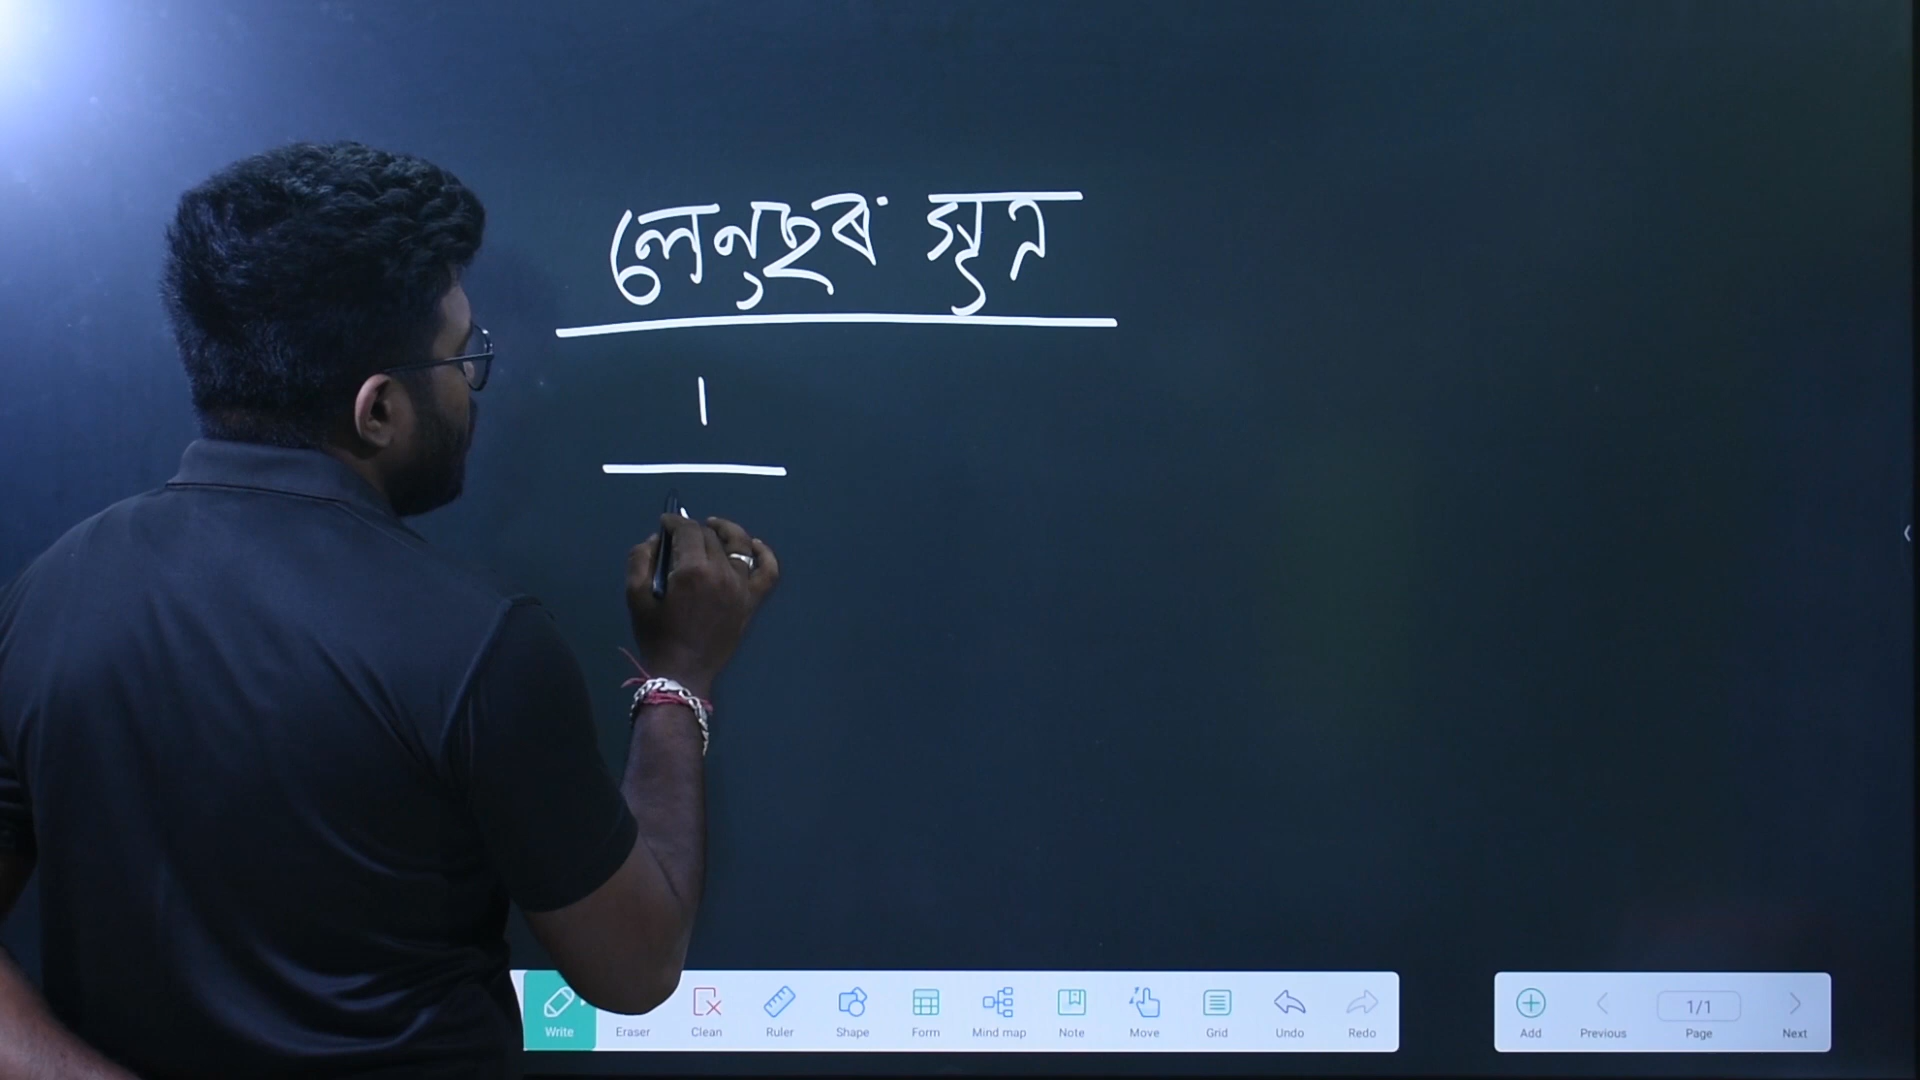 লেনছৰ সূত্ৰ
1
Write
Eraser
Clean
Ruler
Shape
Form
Mind map
Note
Move
Grid
Undo
Redo
Add
Previous
1/1
Page
Next